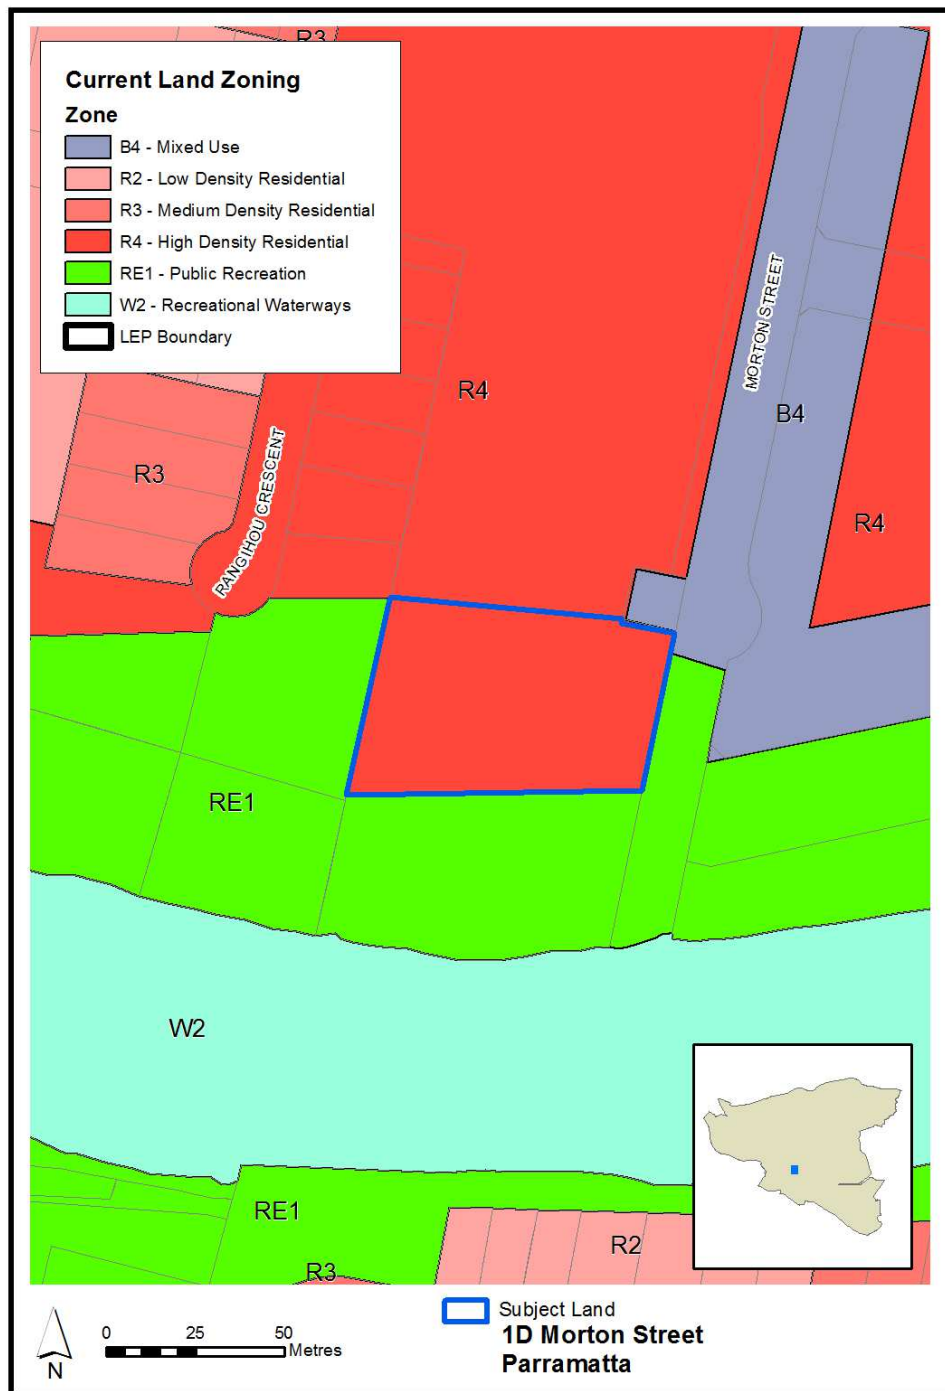 R3
Current Land Zoning
Zone
B4 - Mixed Use
R2 - Low Density Residential
R3 - Medium Density Residential
R4 - High Density Residential
RE1 - Public Recreation
W2 - Recreational Waterways
LEP Boundary
MORTON STREET
R4
B4
R3
RANGIHOU CRESCENT
R4
RE1
W2
RE1
R2
R3
N
0 25 50
Metres
Subject Land
1D Morton Street
Parramatta